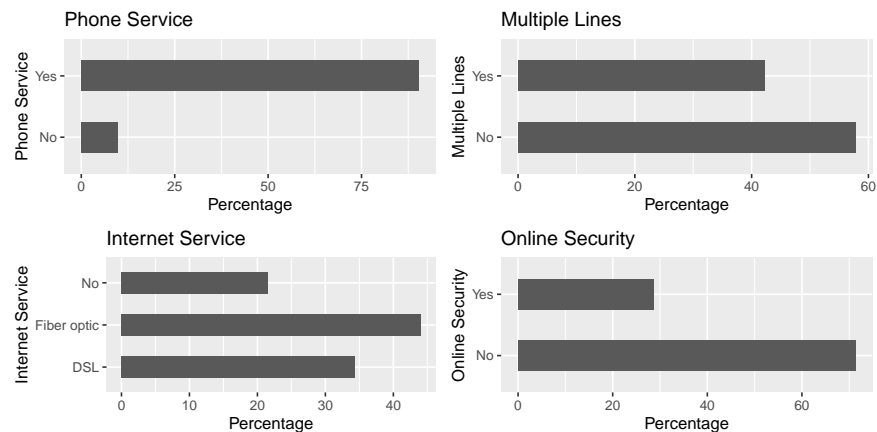 Phone Service
Phone Service
Yes
No
0 25 50 75
Percentage
Multiple Lines
Multiple Lines
Yes
No
0 20 40 60
Percentage
Internet Service
Internet Service
No
Fiber optic
DSL
0 10 20 30 40
Percentage
Online Security
Online Security
Yes
No
0 20 40 60
Percentage